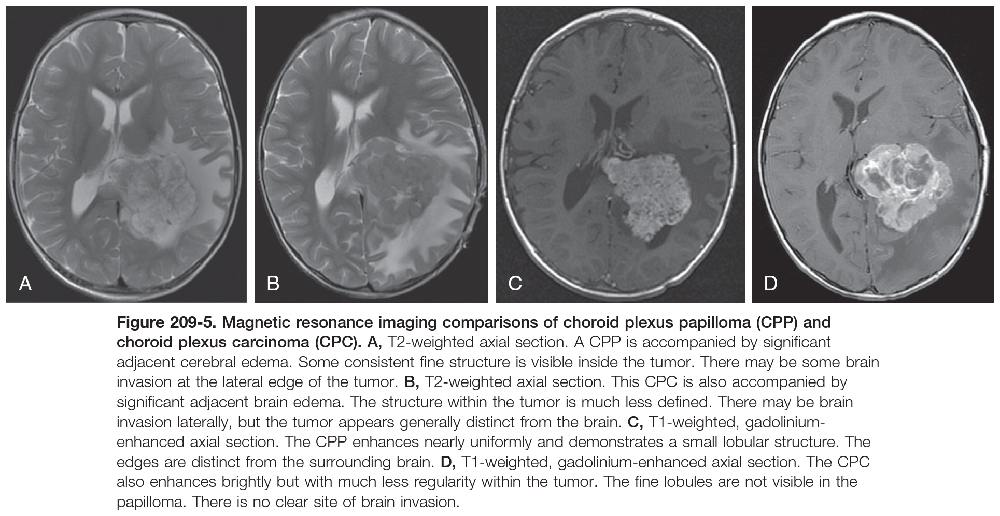 A
B
C
D
Figure 209-5. Magnetic resonance imaging comparisons of choroid plexus papilloma (CPP) and
choroid plexus carcinoma (CPC). A, T2-weighted axial section. A CPP is accompanied by significant
adjacent cerebral edema. Some consistent fine structure is visible inside the tumor. There may be some brain
invasion at the lateral edge of the tumor. B, T2-weighted axial section. This CPC is also accompanied by
significant adjacent brain edema. The structure within the tumor is much less defined. There may be brain
invasion laterally, but the tumor appears generally distinct from the brain. C, T1-weighted, gadolinium-
enhanced axial section. The CPP enhances nearly uniformly and demonstrates a small lobular structure. The
edges are distinct from the surrounding brain. D, T1-weighted, gadolinium-enhanced axial section. The CPC
also enhances brightly but with much less regularity within the tumor. The fine lobules are not visible in the
papilloma. There is no clear site of brain invasion.